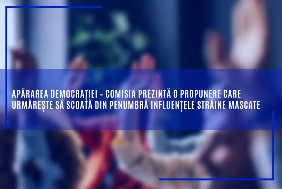 APĂRAREA DEMOCRAȚIEI – COMISIA PREZINTĂ O PROPUNERE CARE
URMĂREȘTE SĂ SCOATĂ DIN PENUMBRĂ INFLUENȚELE STRĂINE MASCATE